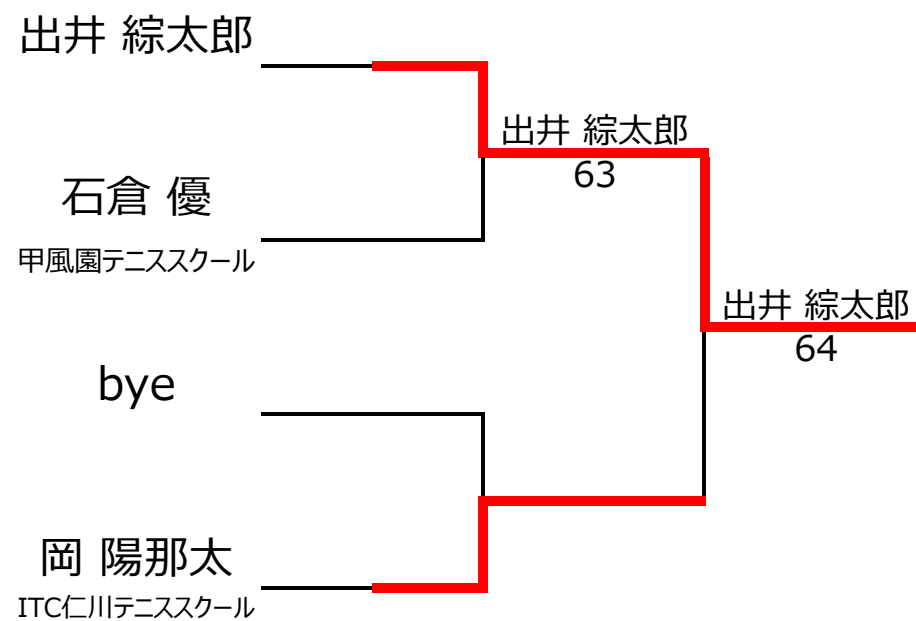 出井 綜太郎
出井 綜太郎
63
石倉 優
甲風園テニススクール
出井 綜太郎
64
bye
岡 陽那太
ITC仁川テニススクール